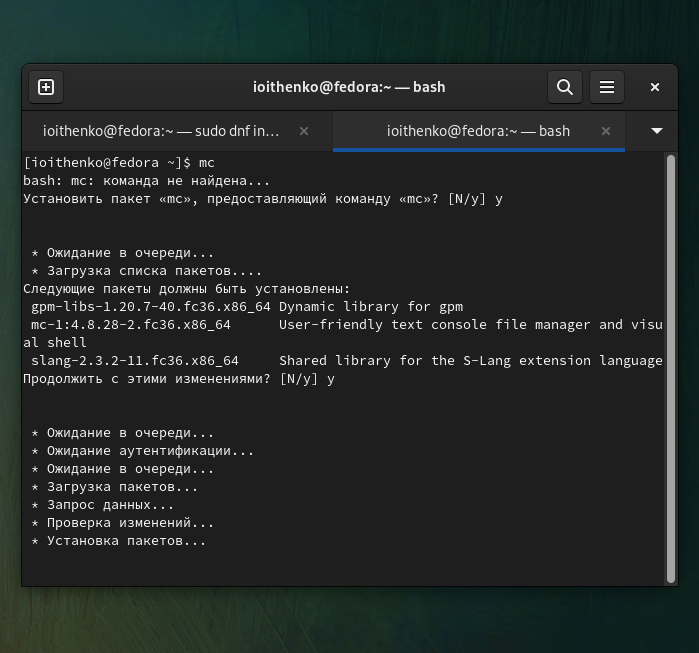 ioithenko@fedora:~ — bash
ioithenko@fedora:~ — sudo dnf in…
ioithenko@fedora:~ — bash
[ioithenko@fedora ~]$ mc
bash: mc: команда не найдена...
Установить пакет «mc», предоставляющий команду «mc»? [N/y] y
* Ожидание в очереди...
* Загрузка списка пакетов....
Следующие пакеты должны быть установлены:
gpm-libs-1.20.7-40.fc36.x86_64 Dynamic library for gpm
mc-1:4.8.28-2.fc36.x86_64 User-friendly text console file manager and visu
al shell
slang-2.3.2-11.fc36.x86_64 Shared library for the S-Lang extension language
Продолжить с этими изменениями? [N/y] y
* Ожидание в очереди...
* Ожидание аутентификации...
* Ожидание в очереди...
* Загрузка пакетов...
* Запрос данных...
* Проверка изменений...
* Установка пакетов...